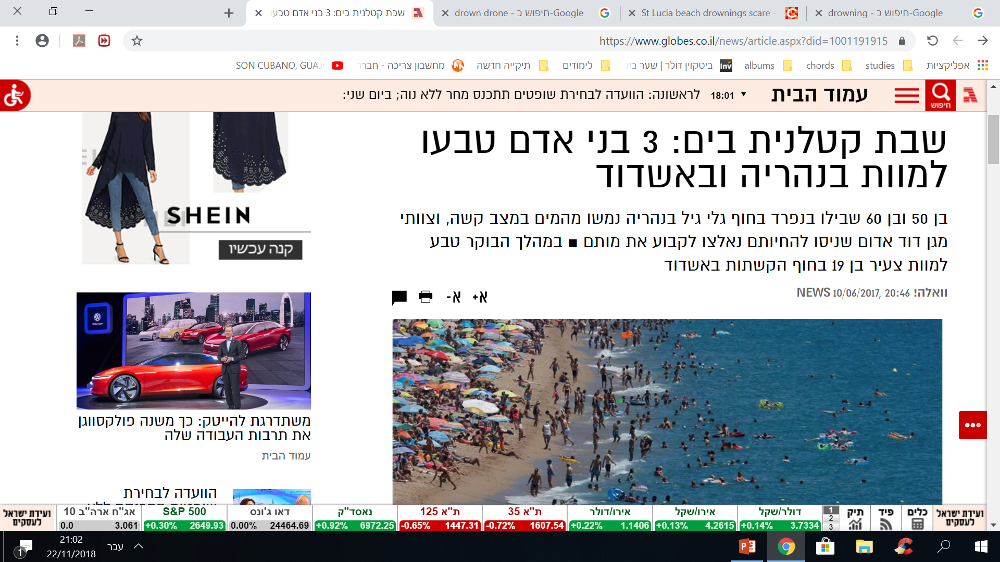 שבת קטלנית בים: 3 בני אדם טבעו
drown drone - חיפוש ב-Google
St Lucia beach drownings scare -
drowning - חיפוש ב-Google
https://www.globes.co.il/news/article.aspx?did=1001191915
אפליקציות
studies
chords
albums
ביטקוין דולר | שער
לימודים
תיקייה חדשה
מחשבון צריכה -
SON CUBANO,
חיפוש
עמוד הבית
18:01 לראשונה: הוועדה לבחירת שופטים תתכנס מחר ללא נוה; ביום שני:
שבת קטלנית בים: 3 בני אדם טבעו
למוות בנהריה ובאשדוד
בן 50 ובן 60 שבילו בנפרד בחוף גלי גיל בנהריה נמשו מהמים במצב קשה, וצוותי
מגן דוד אדום שניסו להחיותם נאלצו לקבוע את מותם ■ במהלך הבוקר טבע
למוות צעיר בן 19 בחוף הקשתות באשדוד
וואלה! NEWS 10/06/2017, 20:46
א+ א-
SHEIN
קנה עכשיו
Volkswagen
משתדרגת להייטק: כך משנה פולקסווגן
את תרבות העבודה שלה
עמוד הבית
הוועדה לבחירת
ועידת ישראל
לעסקים
כלים
פיד
תיק
1
2
3
דולר/שקל
+0.14% 3.7334
אירו/שקל
+0.13% 4.2615
אירו/דולר
+0.22% 1.1406
ת''א 35
-0.72% 1607.54
ת''א 125
-0.65% 1447.31
נאסד''ק
+0.92% 6972.25
דאו ג'ונס
0.00% 24464.69
S&P 500
+0.30% 2649.93
אג''ח ארה''ב 10
0.0 3.061
ועידת ישראל
לעסקים
עבר
21:02
22/11/2018
1